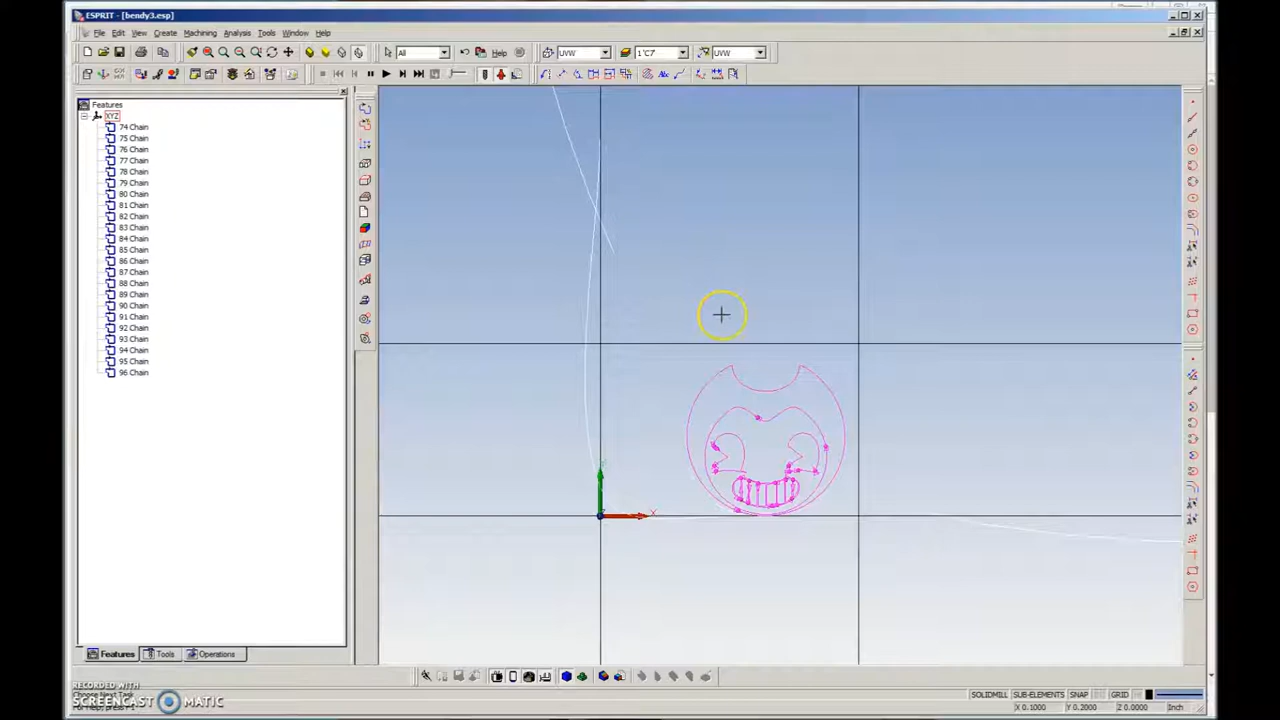 ESPRIT - [bendy3.esp]
File Edit View Create Machining Analysis Tools Window Help
All Help UVW 1°C7' UVW
Abc
Features
XYZ
74 Chain
75 Chain
76 Chain
77 Chain
78 Chain
79 Chain
80 Chain
81 Chain
82 Chain
83 Chain
84 Chain
85 Chain
86 Chain
87 Chain
88 Chain
89 Chain
90 Chain
91 Chain
92 Chain
93 Chain
94 Chain
95 Chain
96 Chain
X
Features Tools Operations
RECORDED WITH
SCREENCAST MATIC
Choose Next Task
SOLIDMILL SUB-ELEMENTS SNAP GRID
X 0.1000 Y 0.2000 Z 0.0000 Inch